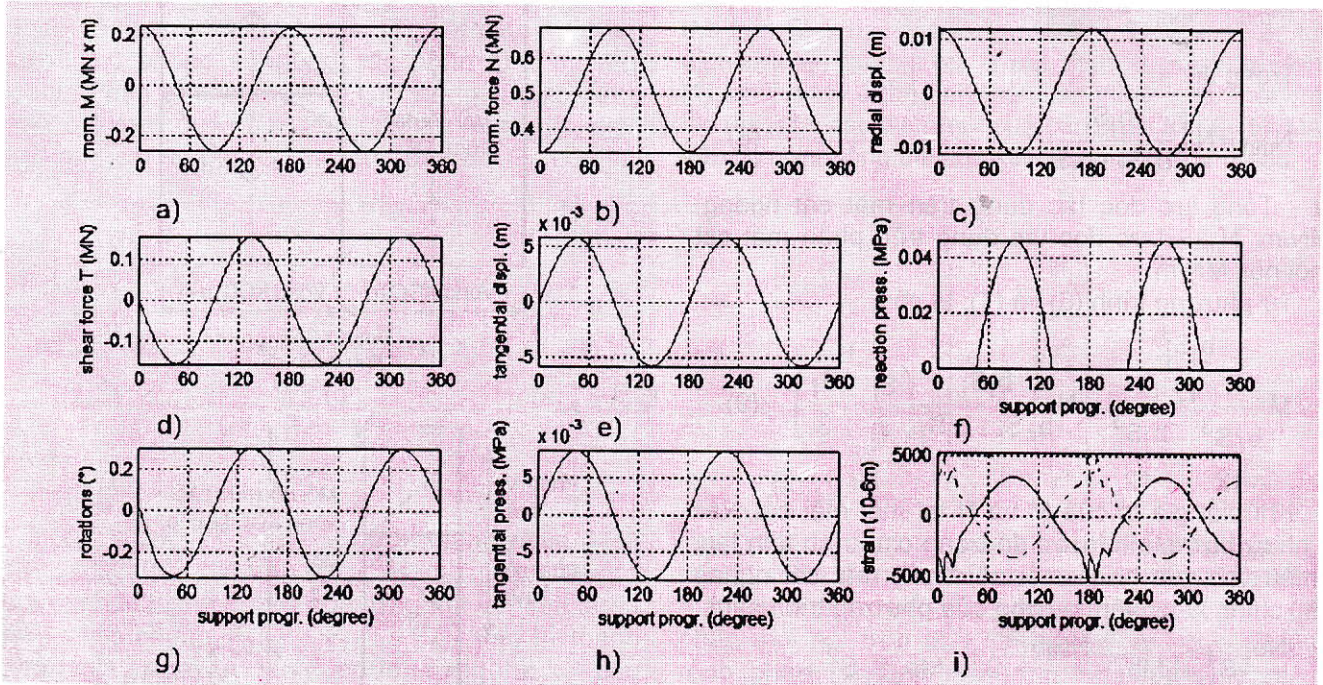 mom. M (MN x m)
0.2
0
-0.2
0 60 120 180 240 300 360
a)
norm. force N (MN)
0.6
0.5
0.4
0 60 120 180 240 300 360
b)
radial displ. (m)
0.01
0
-0.01
0 60 120 180 240 300 360
c)
shear force T (MN)
0.1
0
-0.1
0 60 120 180 240 300 360
d)
tangential displ. (m)
x 10-3
5
0
-5
0 60 120 180 240 300 360
e)
reaction press. (MPa)
0.04
0.02
0
0 60 120 180 240 300 360
support progr. (degree)
f)
rotations (°)
0.2
0
-0.2
0 60 120 180 240 300 360
support progr. (degree)
g)
tangential press. (MPa)
x 10-3
5
0
-5
0 60 120 180 240 300 360
support progr. (degree)
h)
strain (10-6m)
5000
0
-5000
0 60 120 180 240 300 360
support progr. (degree)
i)